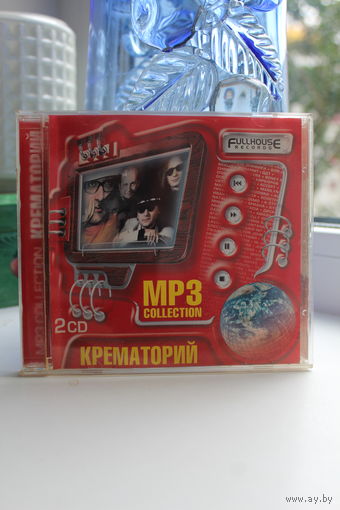 FULLHOUSE
RECORDS
MP3 COLLECTION КРЕМАТОРИЙ
MP3
COLLECTION
2CD
КРЕМАТОРИЙ
www.ay.by